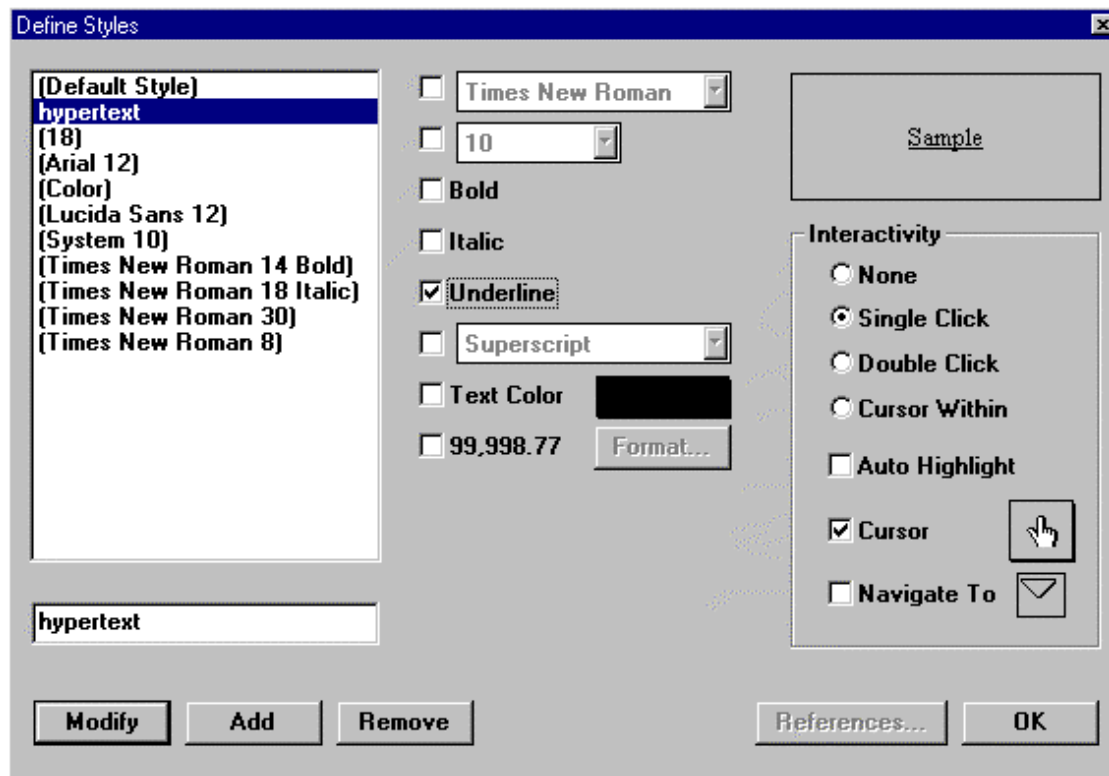 Define Styles
(Default Style)
hypertext
(18)
(Arial 12)
(Color)
(Lucida Sans 12)
(System 10)
(Times New Roman 14 Bold)
(Times New Roman 18 Italic)
(Times New Roman 30)
(Times New Roman 8)
hypertext
Times New Roman
10
Bold
Italic
Underline
Superscript
Text Color
99,998.77 Format...
Sample
Interactivity
None
Single Click
Double Click
Cursor Within
Auto Highlight
Cursor
Navigate To
Modify Add Remove References... OK